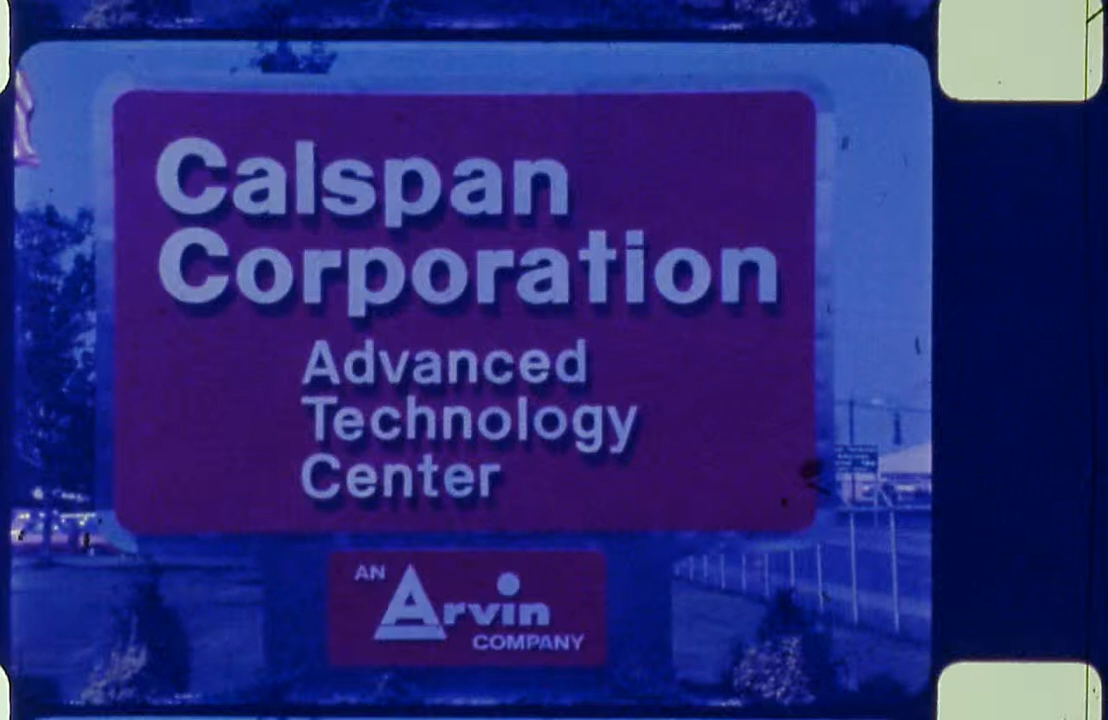 Calspan
Corporation
Advanced
Technology
Center
AN
Arvin
COMPANY